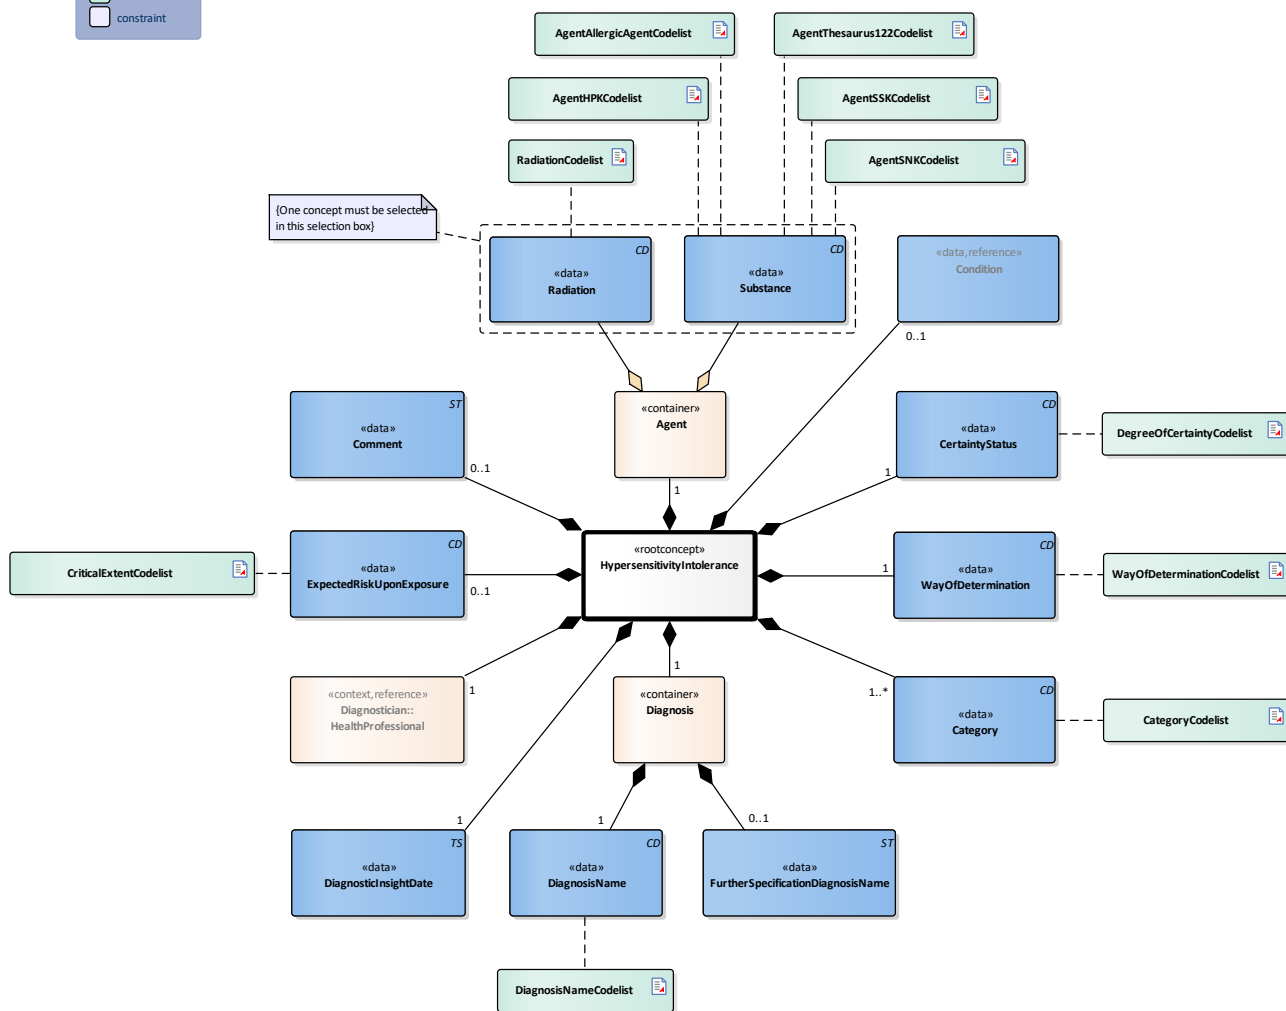 constraint
AgentAllergicAgentCodelist
AgentThesaurus122Codelist
AgentHPKCodelist
AgentSSKCodelist
RadiationCodelist
AgentSNKCodelist
{One concept must be selected
in this selection box}
CD
«data»
Radiation
CD
«data»
Substance
«data,reference»
Condition
0..1
ST
«data»
Comment
0..1
«container»
Agent
1
CD
«data»
CertaintyStatus
1
DegreeOfCertaintyCodelist
CriticalExtentCodelist
CD
«data»
ExpectedRiskUponExposure
0..1
«rootconcept»
HypersensitivityIntolerance
CD
«data»
WayOfDetermination
1
WayOfDeterminationCodelist
«context,reference»
Diagnostician::
HealthProfessional
1
«container»
Diagnosis
1
CD
«data»
Category
1..*
CategoryCodelist
1
TS
«data»
DiagnosticInsightDate
1
CD
«data»
DiagnosisName
0..1
ST
«data»
FurtherSpecificationDiagnosisName
DiagnosisNameCodelist